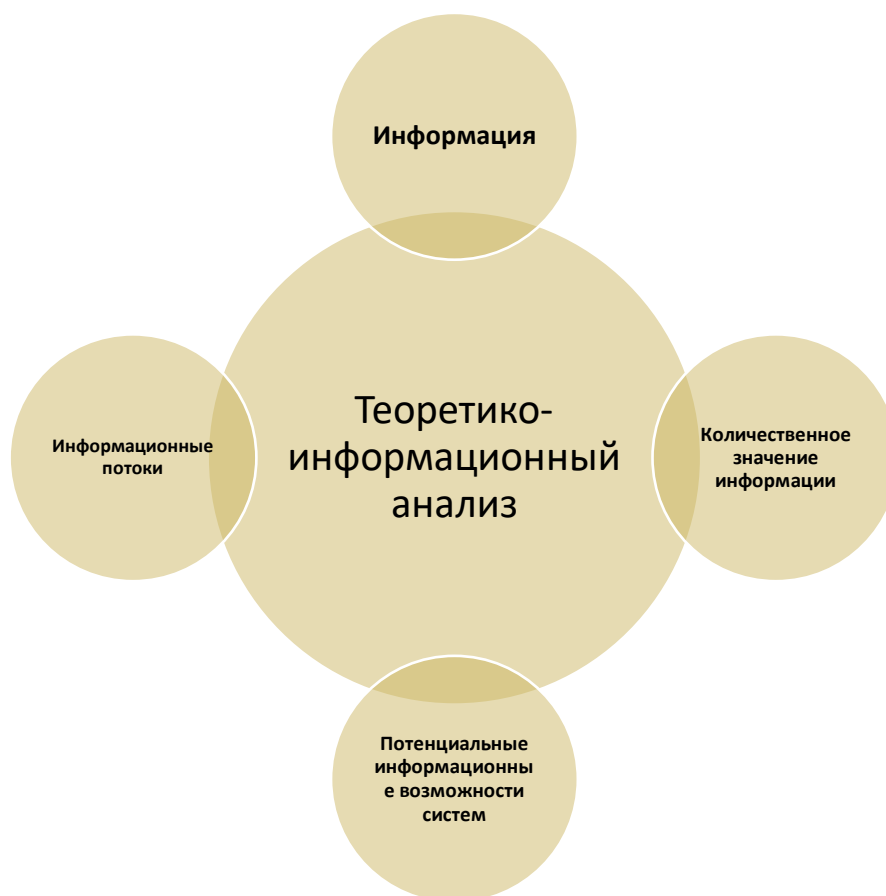 Информация
Теоретико-
информационный
анализ
Информационные
потоки
Количественное
значение
информации
Потенциальные
информационны
е возможности
систем